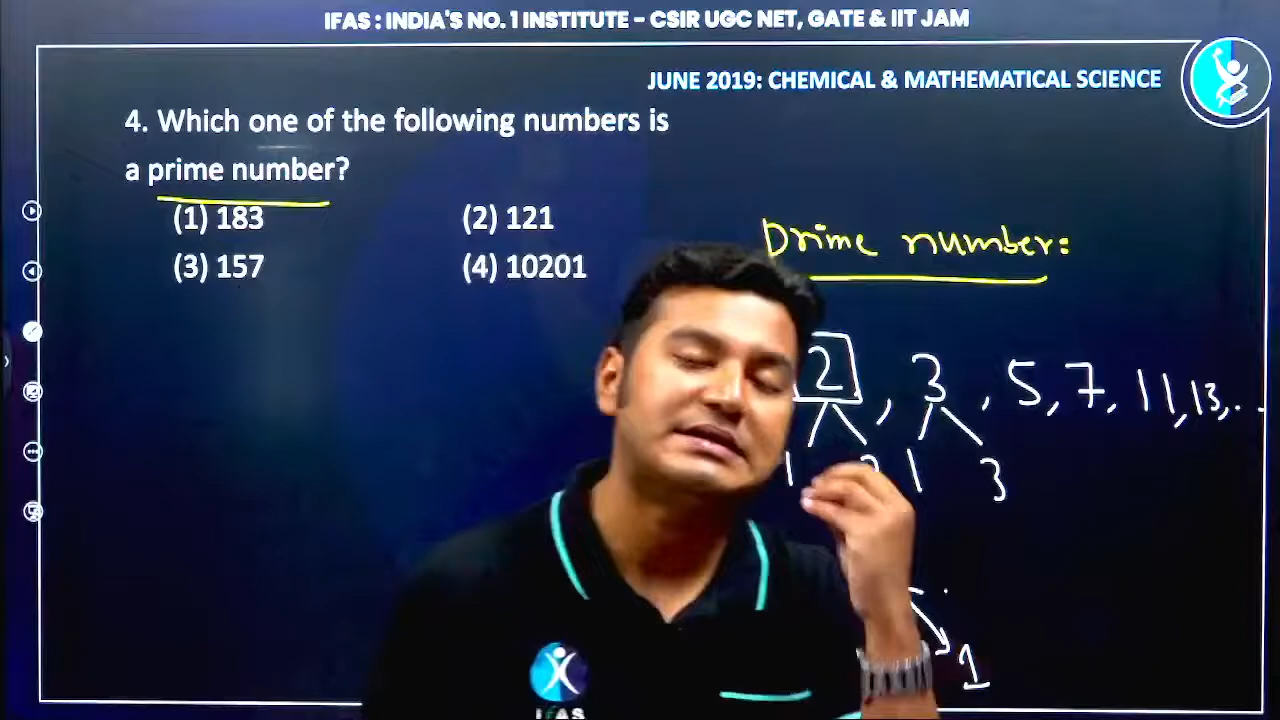 IFAS : INDIA'S NO. 1 INSTITUTE – CSIR UGC NET, GATE & IIT JAM
JUNE 2019: CHEMICAL & MATHEMATICAL SCIENCE
4. Which one of the following numbers is
a prime number?
(1) 183 (2) 121
(3) 157 (4) 10201
Prime number:
2, 3, 5, 7, 11, 13, ...
1 2 1 3
1
IFAS